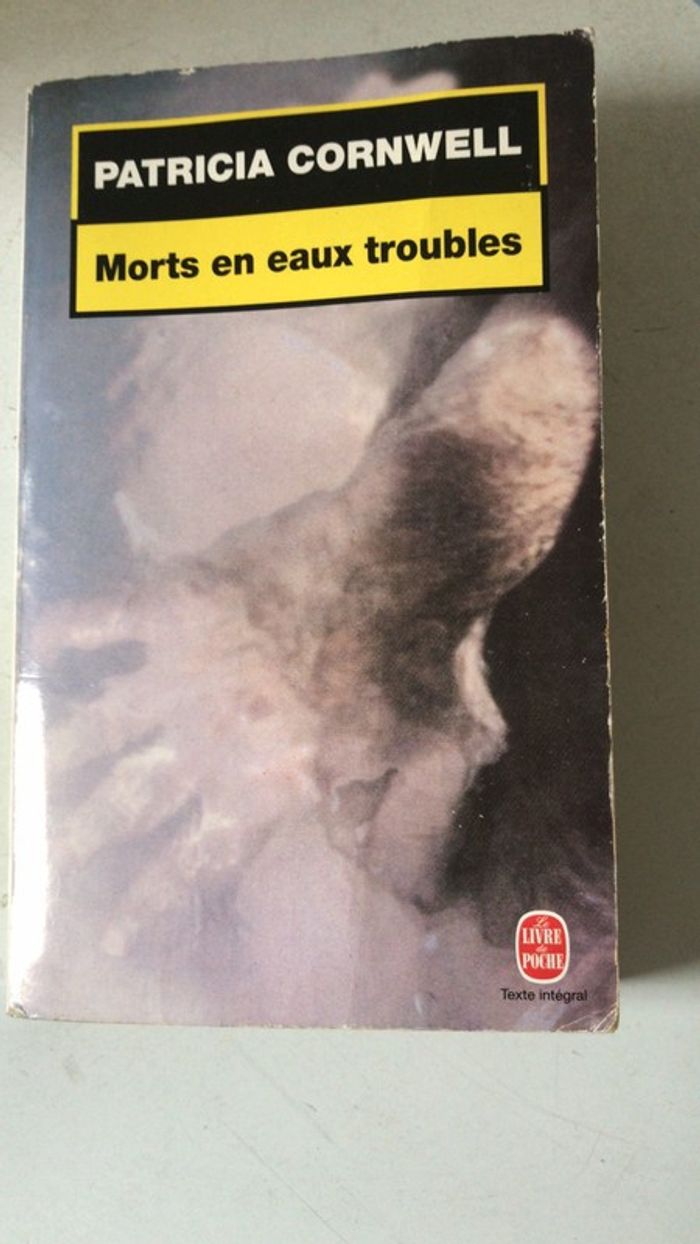 PATRICIA CORNWELL
Morts en eaux troubles
Le
LIVRE
de
POCHE
Texte intégral